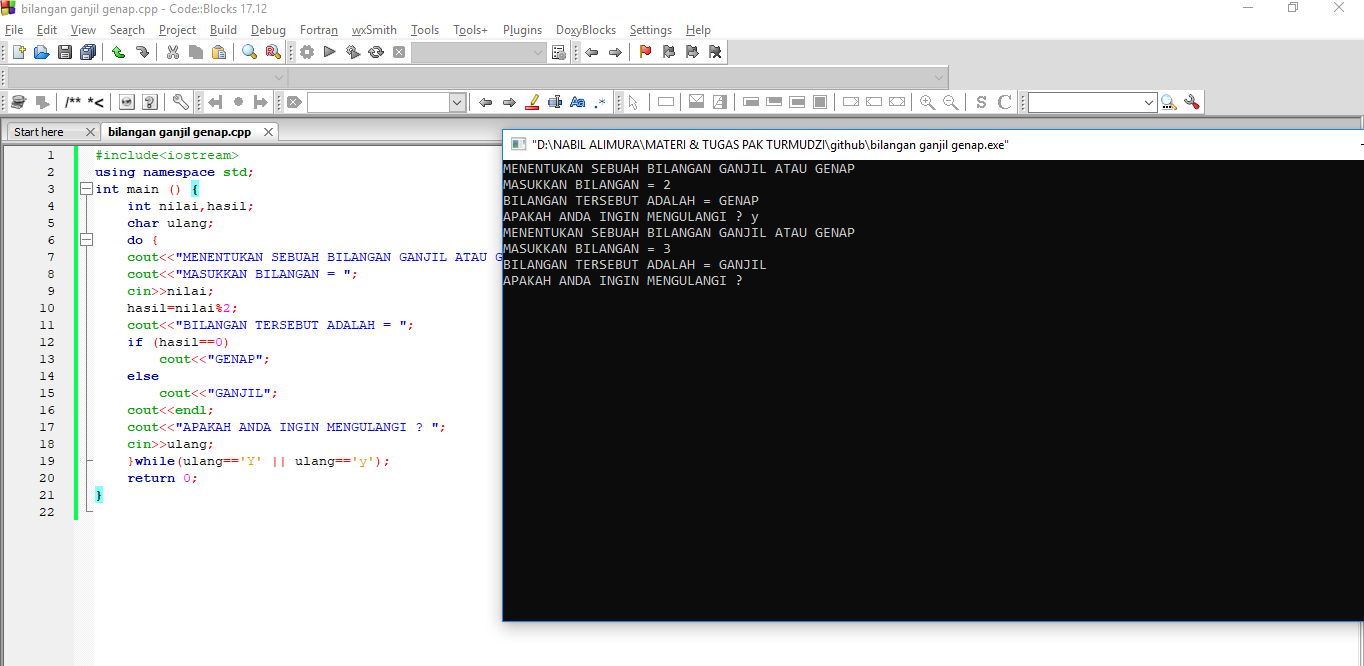 bilangan ganjil genap.cpp - Code::Blocks 17.12
File Edit View Search Project Build Debug Fortran wxSmith Tools Tools+ Plugins DoxyBlocks Settings Help
/** *< Aa .* S C
Start here bilangan ganjil genap.cpp
1 #include<iostream>
2 using namespace std;
3 int main () {
4 int nilai,hasil;
5 char ulang;
6 do {
7 cout<<"MENENTUKAN SEBUAH BILANGAN GANJIL ATAU G
8 cout<<"MASUKKAN BILANGAN = ";
9 cin>>nilai;
10 hasil=nilai%2;
11 cout<<"BILANGAN TERSEBUT ADALAH = ";
12 if (hasil==0)
13 cout<<"GENAP";
14 else
15 cout<<"GANJIL";
16 cout<<endl;
17 cout<<"APAKAH ANDA INGIN MENGULANGI ? ";
18 cin>>ulang;
19 }while(ulang=='Y' || ulang=='y');
20 return 0;
21 }
22
"D:\NABIL ALIMURA\MATERI & TUGAS PAK TURMUDZI\github\bilangan ganjil genap.exe"
MENENTUKAN SEBUAH BILANGAN GANJIL ATAU GENAP
MASUKKAN BILANGAN = 2
BILANGAN TERSEBUT ADALAH = GENAP
APAKAH ANDA INGIN MENGULANGI ? y
MENENTUKAN SEBUAH BILANGAN GANJIL ATAU GENAP
MASUKKAN BILANGAN = 3
BILANGAN TERSEBUT ADALAH = GANJIL
APAKAH ANDA INGIN MENGULANGI ?